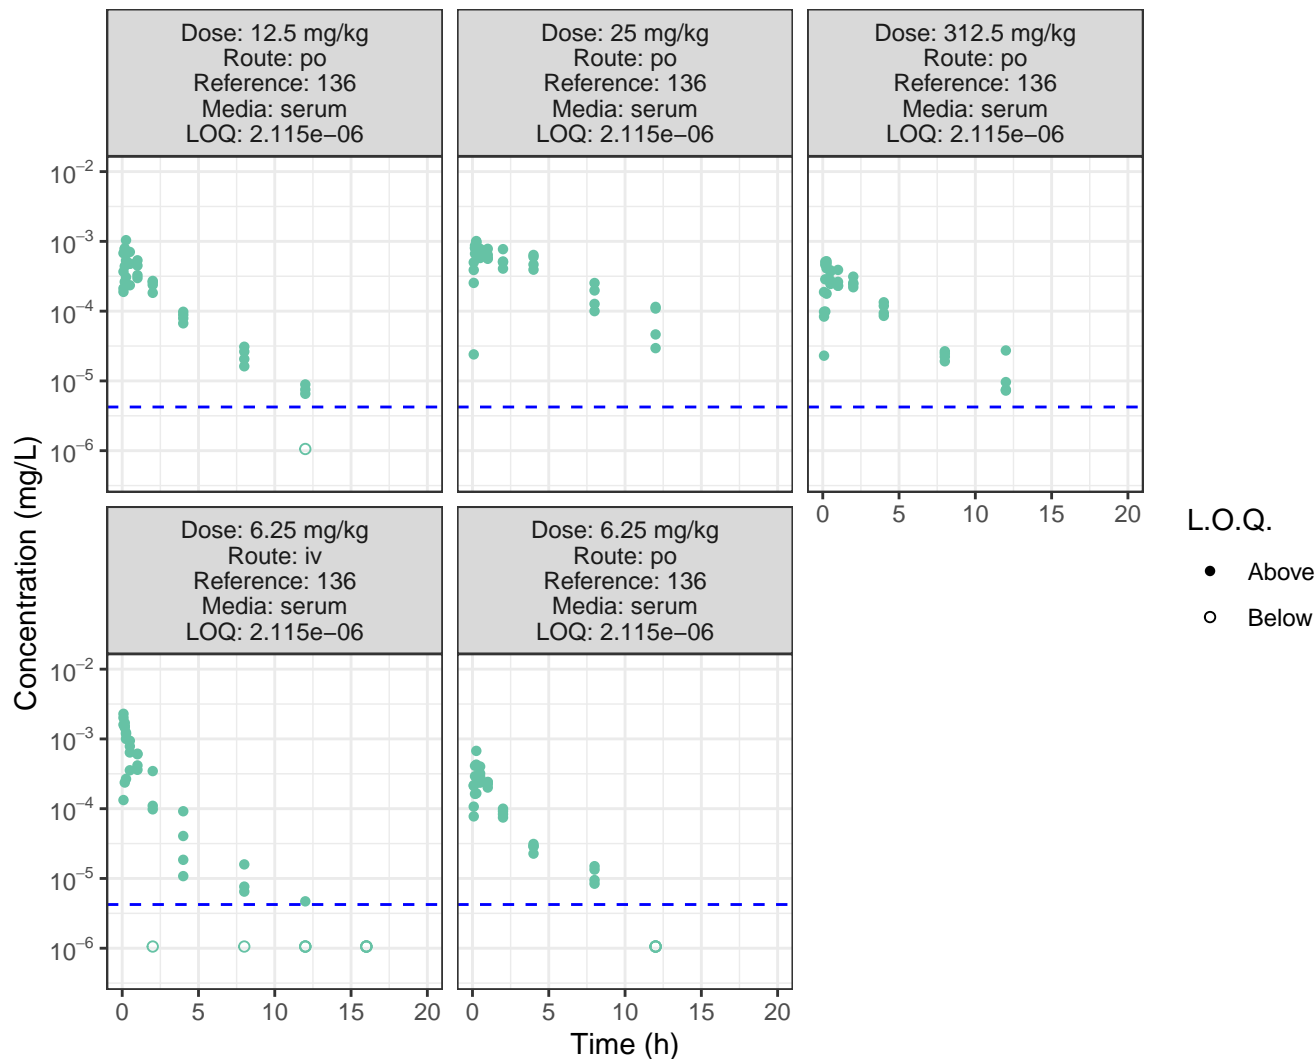 Dose: 12.5 mg/kg
Route: po
Reference: 136
Media: serum
LOQ: 2.115e−06
Dose: 25 mg/kg
Route: po
Reference: 136
Media: serum
LOQ: 2.115e−06
Dose: 312.5 mg/kg
Route: po
Reference: 136
Media: serum
LOQ: 2.115e−06
10⁻²
10⁻³
10⁻⁴
10⁻⁵
10⁻⁶
0 5 10 15 20
Dose: 6.25 mg/kg
Route: iv
Reference: 136
Media: serum
LOQ: 2.115e−06
Dose: 6.25 mg/kg
Route: po
Reference: 136
Media: serum
LOQ: 2.115e−06
10⁻²
10⁻³
10⁻⁴
10⁻⁵
10⁻⁶
0 5 10 15 20
0 5 10 15 20
Time (h)
Concentration (mg/L)
L.O.Q.
Above
Below